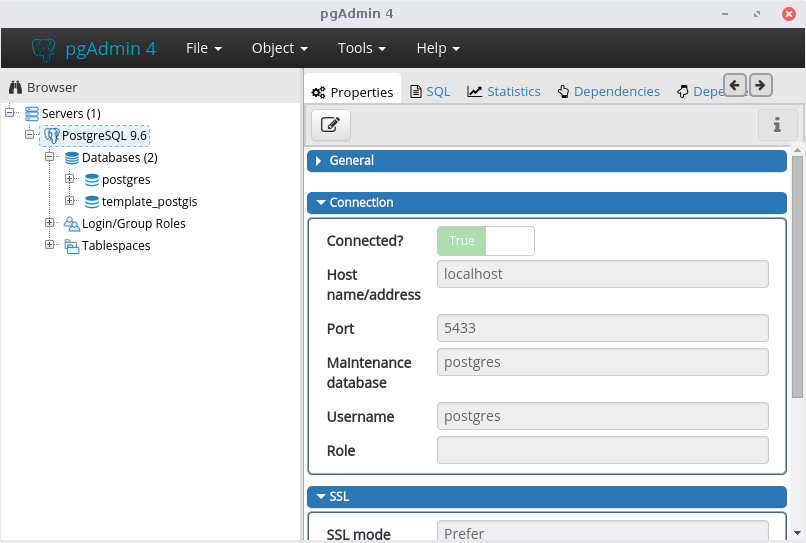 pgAdmin 4
pgAdmin 4 File Object Tools Help
Browser
Properties SQL Statistics Dependencies Depe
Servers (1)
PostgreSQL 9.6
Databases (2)
postgres
template_postgis
Login/Group Roles
Tablespaces
General
Connection
Connected? True
Host name/address localhost
Port 5433
Maintenance database postgres
Username postgres
Role
SSL
SSL mode Prefer